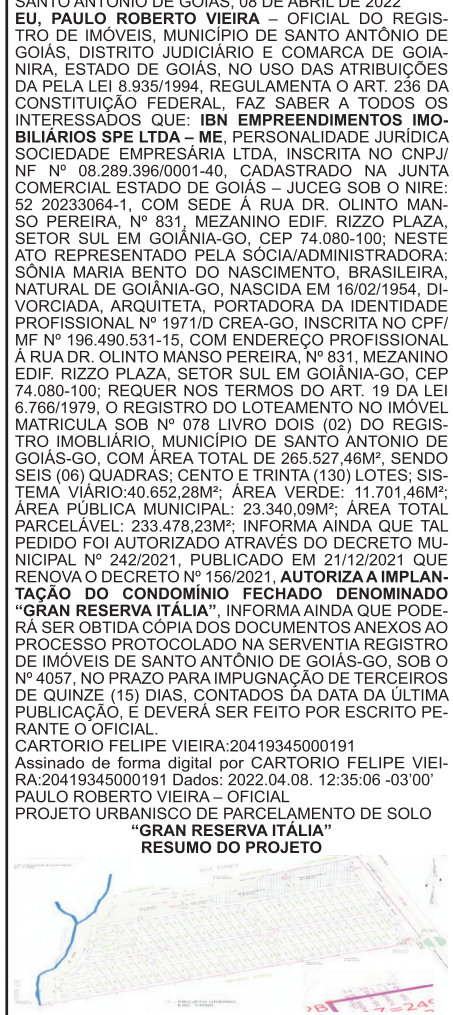 SANTO ANTÔNIO DE GOIÁS, 08 DE ABRIL DE 2022
EU, PAULO ROBERTO VIEIRA – OFICIAL DO REGIS-
TRO DE IMÓVEIS, MUNICÍPIO DE SANTO ANTÔNIO DE
GOIÁS, DISTRITO JUDICIÁRIO E COMARCA DE GOIA-
NIRA, ESTADO DE GOIÁS, NO USO DAS ATRIBUIÇÕES
DA PELA LEI 8.935/1994, REGULAMENTA O ART. 236 DA
CONSTITUIÇÃO FEDERAL, FAZ SABER A TODOS OS
INTERESSADOS QUE: IBN EMPREENDIMENTOS IMO-
BILIÁRIOS SPE LTDA – ME, PERSONALIDADE JURÍDICA
SOCIEDADE EMPRESÁRIA LTDA, INSCRITA NO CNPJ/
NF Nº 08.289.396/0001-40, CADASTRADO NA JUNTA
COMERCIAL ESTADO DE GOIÁS – JUCEG SOB O NIRE:
52 20233064-1, COM SEDE Á RUA DR. OLINTO MAN-
SO PEREIRA, Nº 831, MEZANINO EDIF. RIZZO PLAZA,
SETOR SUL EM GOIÂNIA-GO, CEP 74.080-100; NESTE
ATO REPRESENTADO PELA SÓCIA/ADMINISTRADORA:
SÔNIA MARIA BENTO DO NASCIMENTO, BRASILEIRA,
NATURAL DE GOIÂNIA-GO, NASCIDA EM 16/02/1954, DI-
VORCIADA, ARQUITETA, PORTADORA DA IDENTIDADE
PROFISSIONAL Nº 1971/D CREA-GO, INSCRITA NO CPF/
MF Nº 196.490.531-15, COM ENDEREÇO PROFISSIONAL
Á RUA DR. OLINTO MANSO PEREIRA, Nº 831, MEZANINO
EDIF. RIZZO PLAZA, SETOR SUL EM GOIÂNIA-GO, CEP
74.080-100; REQUER NOS TERMOS DO ART. 19 DA LEI
6.766/1979, O REGISTRO DO LOTEAMENTO NO IMÓVEL
MATRICULA SOB Nº 078 LIVRO DOIS (02) DO REGIS-
TRO IMOBLIÁRIO, MUNICÍPIO DE SANTO ANTONIO DE
GOIÁS-GO, COM ÁREA TOTAL DE 265.527,46M², SENDO
SEIS (06) QUADRAS; CENTO E TRINTA (130) LOTES; SIS-
TEMA VIÁRIO:40.652,28M²; ÁREA VERDE: 11.701,46M²;
ÁREA PÚBLICA MUNICIPAL: 23.340,09M²; ÁREA TOTAL
PARCELÁVEL: 233.478,23M²; INFORMA AINDA QUE TAL
PEDIDO FOI AUTORIZADO ATRAVÉS DO DECRETO MU-
NICIPAL Nº 242/2021, PUBLICADO EM 21/12/2021 QUE
RENOVA O DECRETO Nº 156/2021, AUTORIZA A IMPLAN-
TAÇÃO DO CONDOMÍNIO FECHADO DENOMINADO
“GRAN RESERVA ITÁLIA”, INFORMA AINDA QUE PODE-
RÁ SER OBTIDA CÓPIA DOS DOCUMENTOS ANEXOS AO
PROCESSO PROTOCOLADO NA SERVENTIA REGISTRO
DE IMÓVEIS DE SANTO ANTÔNIO DE GOIÁS-GO, SOB O
Nº 4057, NO PRAZO PARA IMPUGNAÇÃO DE TERCEIROS
DE QUINZE (15) DIAS, CONTADOS DA DATA DA ÚLTIMA
PUBLICAÇÃO, E DEVERÁ SER FEITO POR ESCRITO PE-
RANTE O OFICIAL.
CARTORIO FELIPE VIEIRA:20419345000191
Assinado de forma digital por CARTORIO FELIPE VIEI-
RA:20419345000191 Dados: 2022.04.08. 12:35:06 -03'00'
PAULO ROBERTO VIEIRA – OFICIAL
PROJETO URBANISCO DE PARCELAMENTO DE SOLO
“GRAN RESERVA ITÁLIA”
RESUMO DO PROJETO